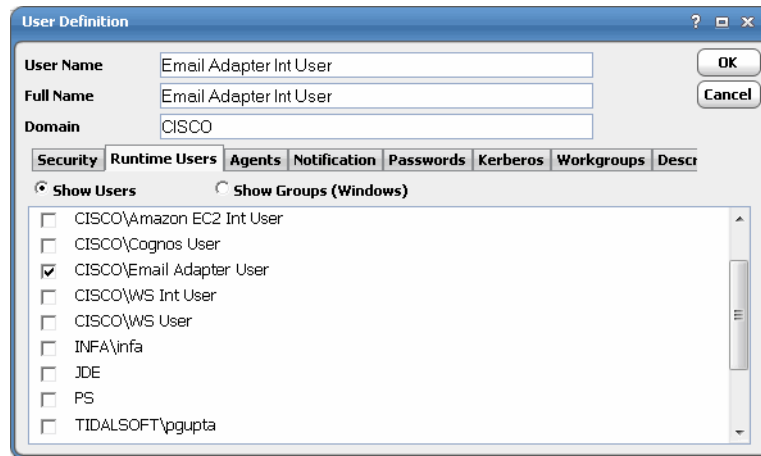 User Definition
?
User Name Email Adapter Int User OK
Full Name Email Adapter Int User Cancel
Domain CISCO
Security Runtime Users Agents Notification Passwords Kerberos Workgroups Descr
Show Users Show Groups (Windows)
CISCO\Amazon EC2 Int User
CISCO\Cognos User
CISCO\Email Adapter User
CISCO\WS Int User
CISCO\WS User
INFA\infa
JDE
PS
TIDALSOFT\pgupta